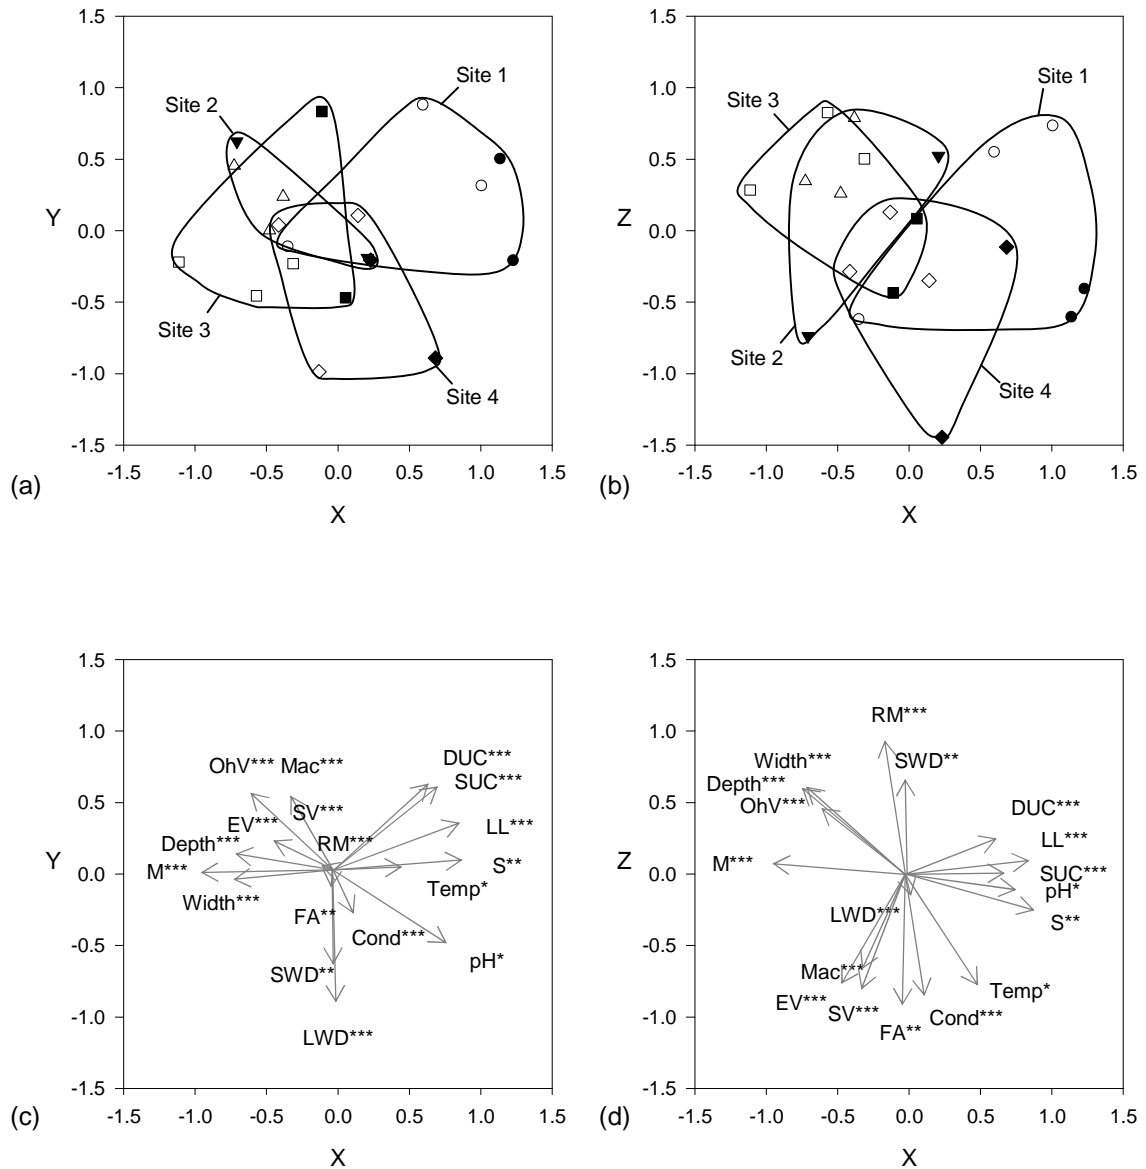 1.5
1.0
0.5
0.0
-0.5
-1.0
-1.5
Y
Site 1
Site 2
Site 3
Site 4
-1.5 -1.0 -0.5 0.0 0.5 1.0 1.5
(a)
X
1.5
1.0
0.5
0.0
-0.5
-1.0
-1.5
Z
Site 1
Site 3
Site 2
Site 4
-1.5 -1.0 -0.5 0.0 0.5 1.0 1.5
(b)
X
1.5
1.0
0.5
0.0
-0.5
-1.0
-1.5
Y
DUC***
OhV*** Mac***
SUC***
SV***
EV***
LL***
Depth***
RM***
S**
M***
Temp*
Width***
FA**
Cond***
pH*
SWD**
LWD***
-1.5 -1.0 -0.5 0.0 0.5 1.0 1.5
(c)
X
1.5
1.0
0.5
0.0
-0.5
-1.0
-1.5
Z
RM***
Width***
SWD**
Depth***
OhV***
DUC***
LL***
M***
SUC***
pH*
LWD***
S**
Mac***
Temp*
EV***
SV***
Cond***
FA**
-1.5 -1.0 -0.5 0.0 0.5 1.0 1.5
(d)
X